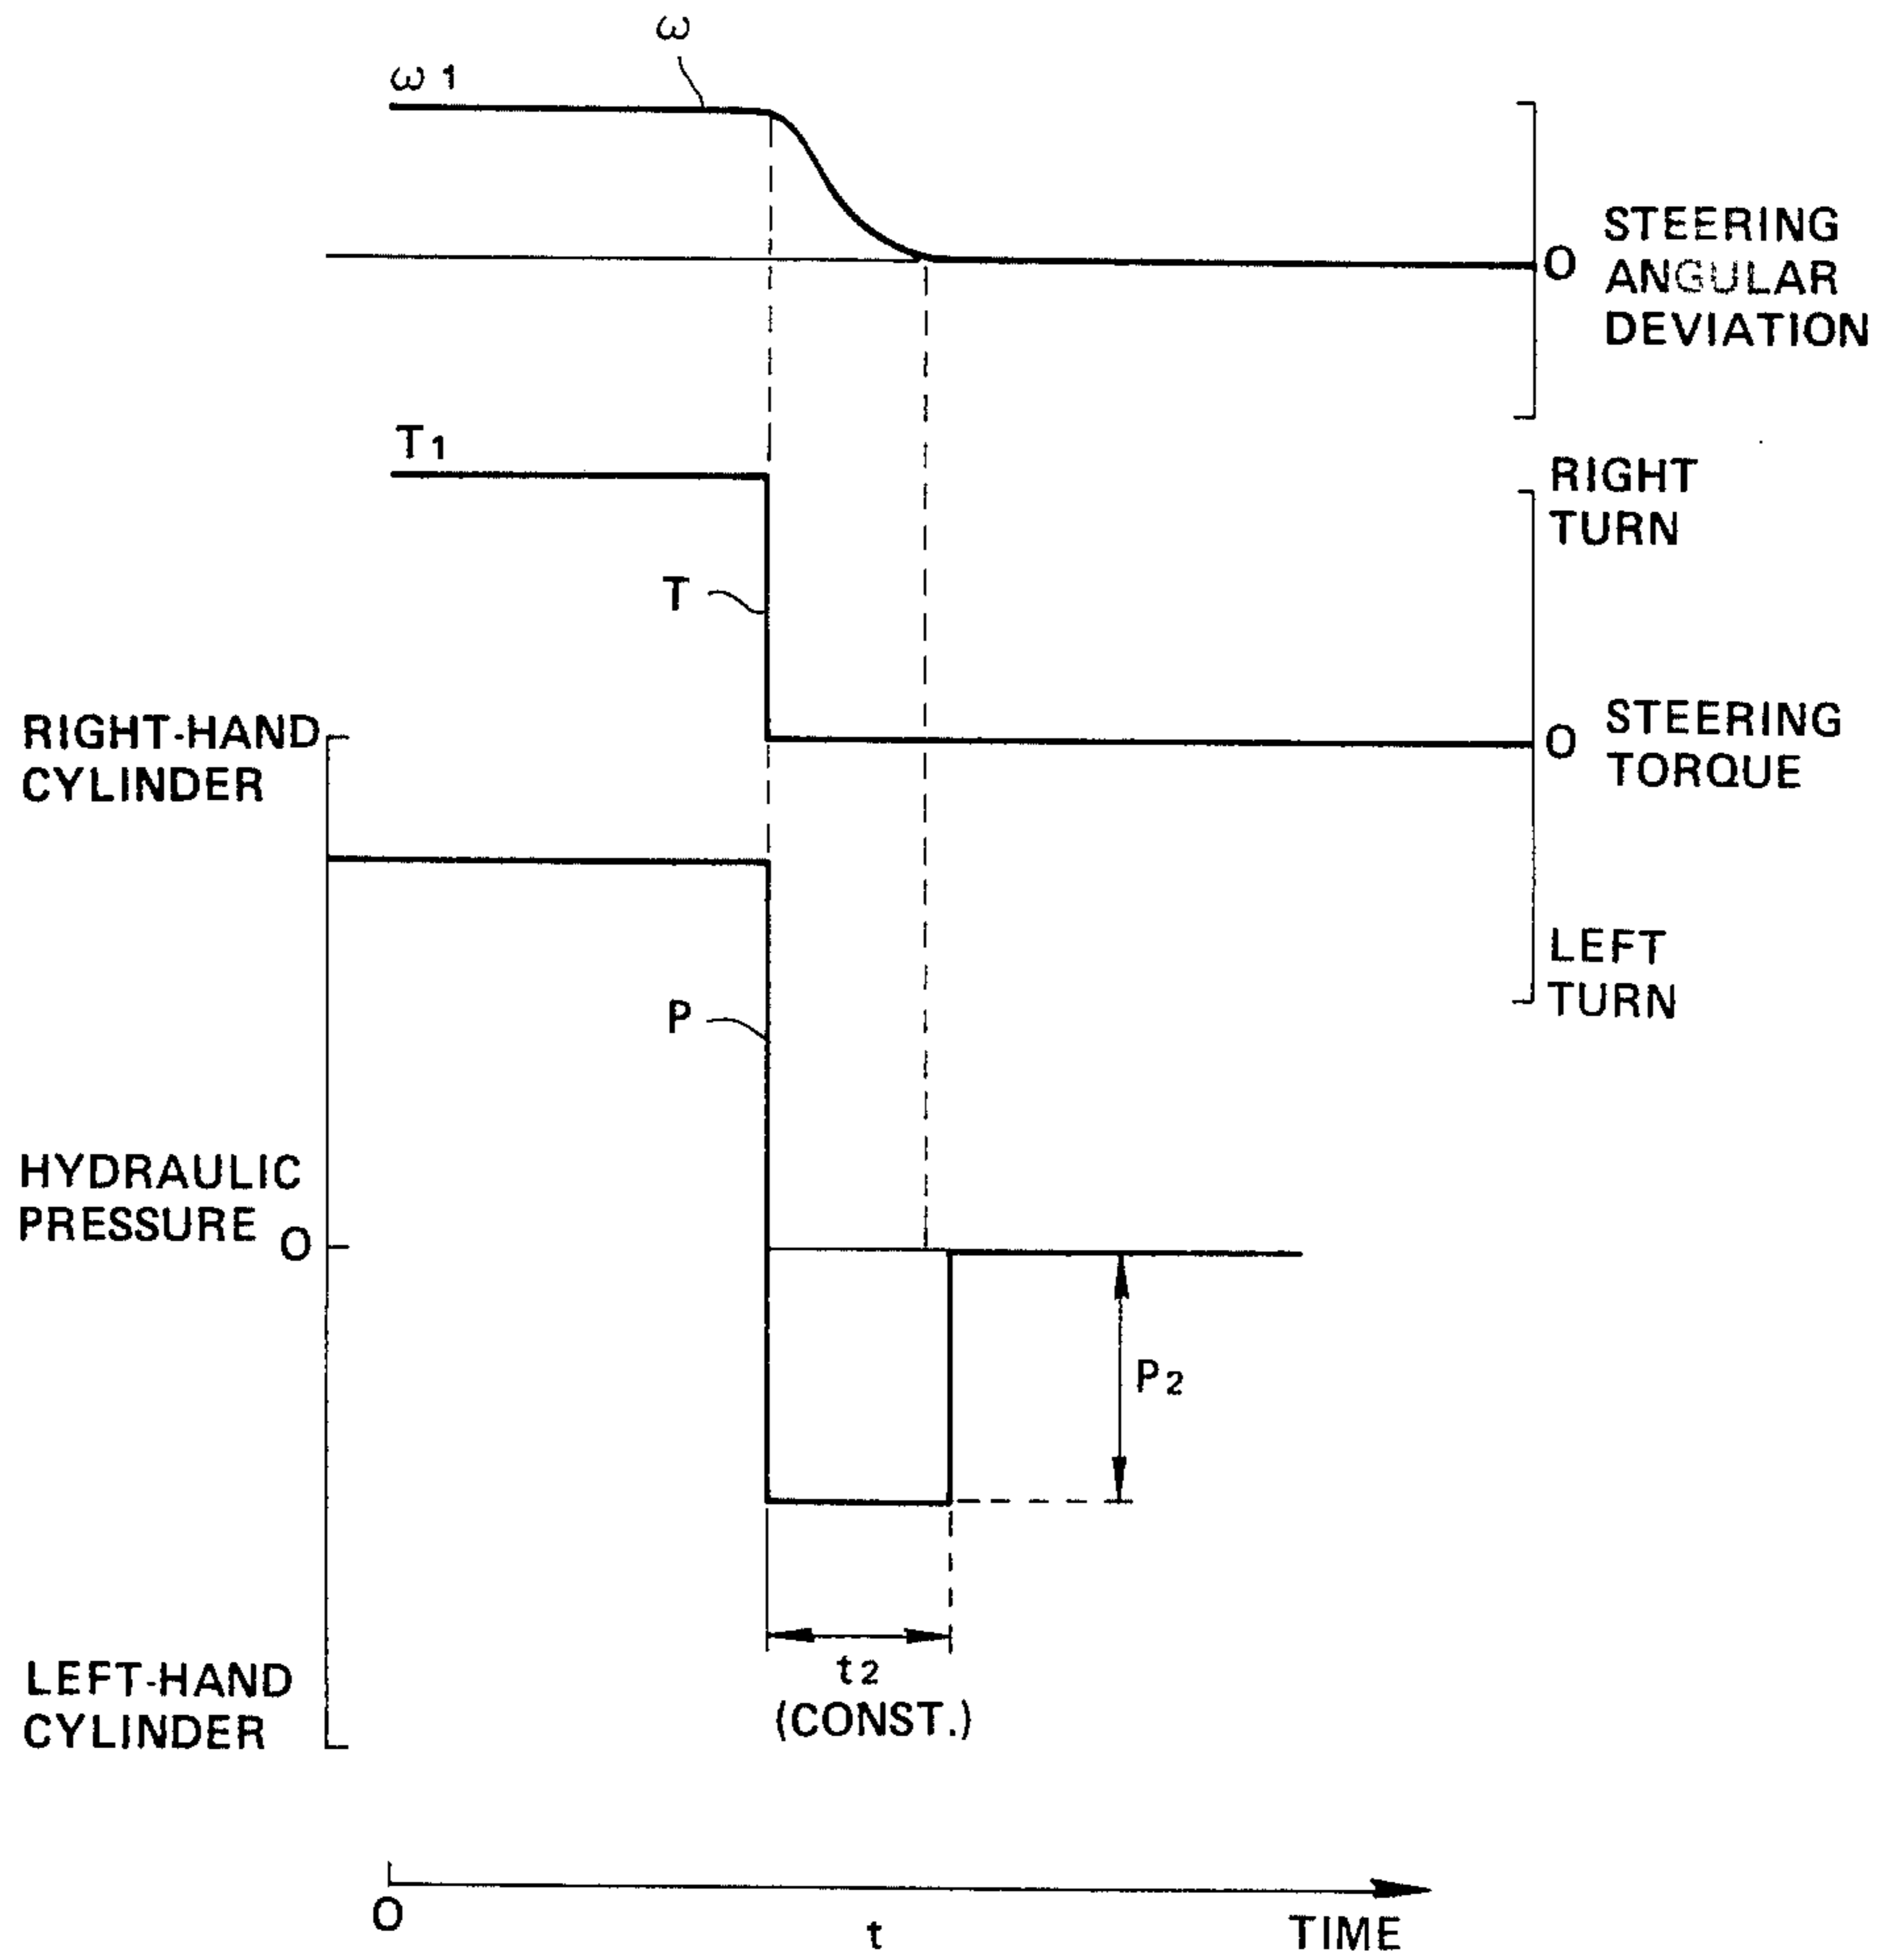 ω
ω1
STEERING
ANGULAR
DEVIATION
O
T1
RIGHT
TURN
T
RIGHT-HAND
CYLINDER
O
STEERING
TORQUE
LEFT
TURN
P
HYDRAULIC
PRESSURE
O
P2
t2
(CONST.)
LEFT-HAND
CYLINDER
O
t
TIME